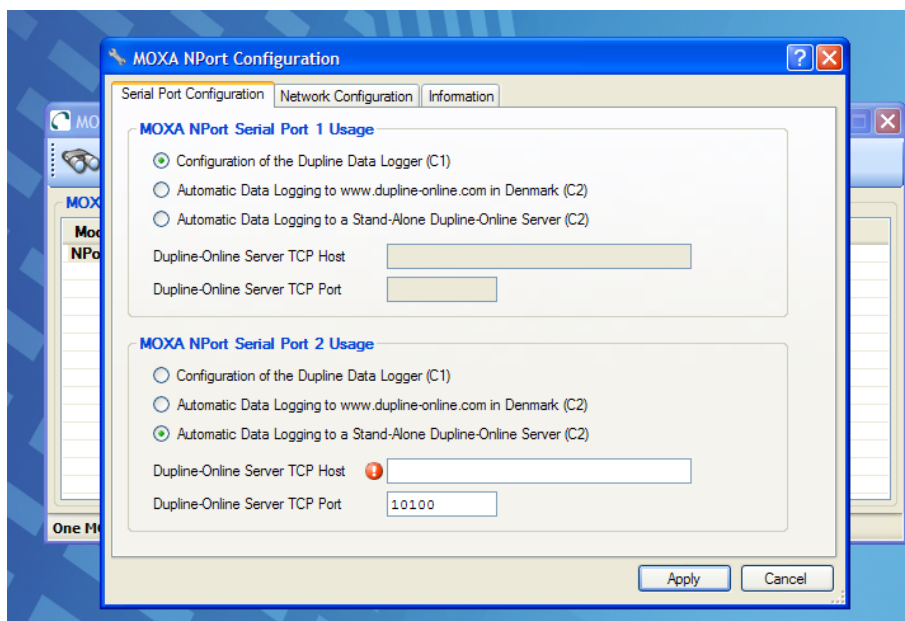 MOXA NPort Configuration
Serial Port Configuration Network Configuration Information
MO
MOXA NPort Serial Port 1 Usage
Configuration of the Dupline Data Logger (C1)
Automatic Data Logging to www.dupline-online.com in Denmark (C2)
MOX
Automatic Data Logging to a Stand-Alone Dupline-Online Server (C2)
Mod
NPo
Dupline-Online Server TCP Host
Dupline-Online Server TCP Port
MOXA NPort Serial Port 2 Usage
Configuration of the Dupline Data Logger (C1)
Automatic Data Logging to www.dupline-online.com in Denmark (C2)
Automatic Data Logging to a Stand-Alone Dupline-Online Server (C2)
Dupline-Online Server TCP Host
Dupline-Online Server TCP Port 10100
One M
Apply Cancel